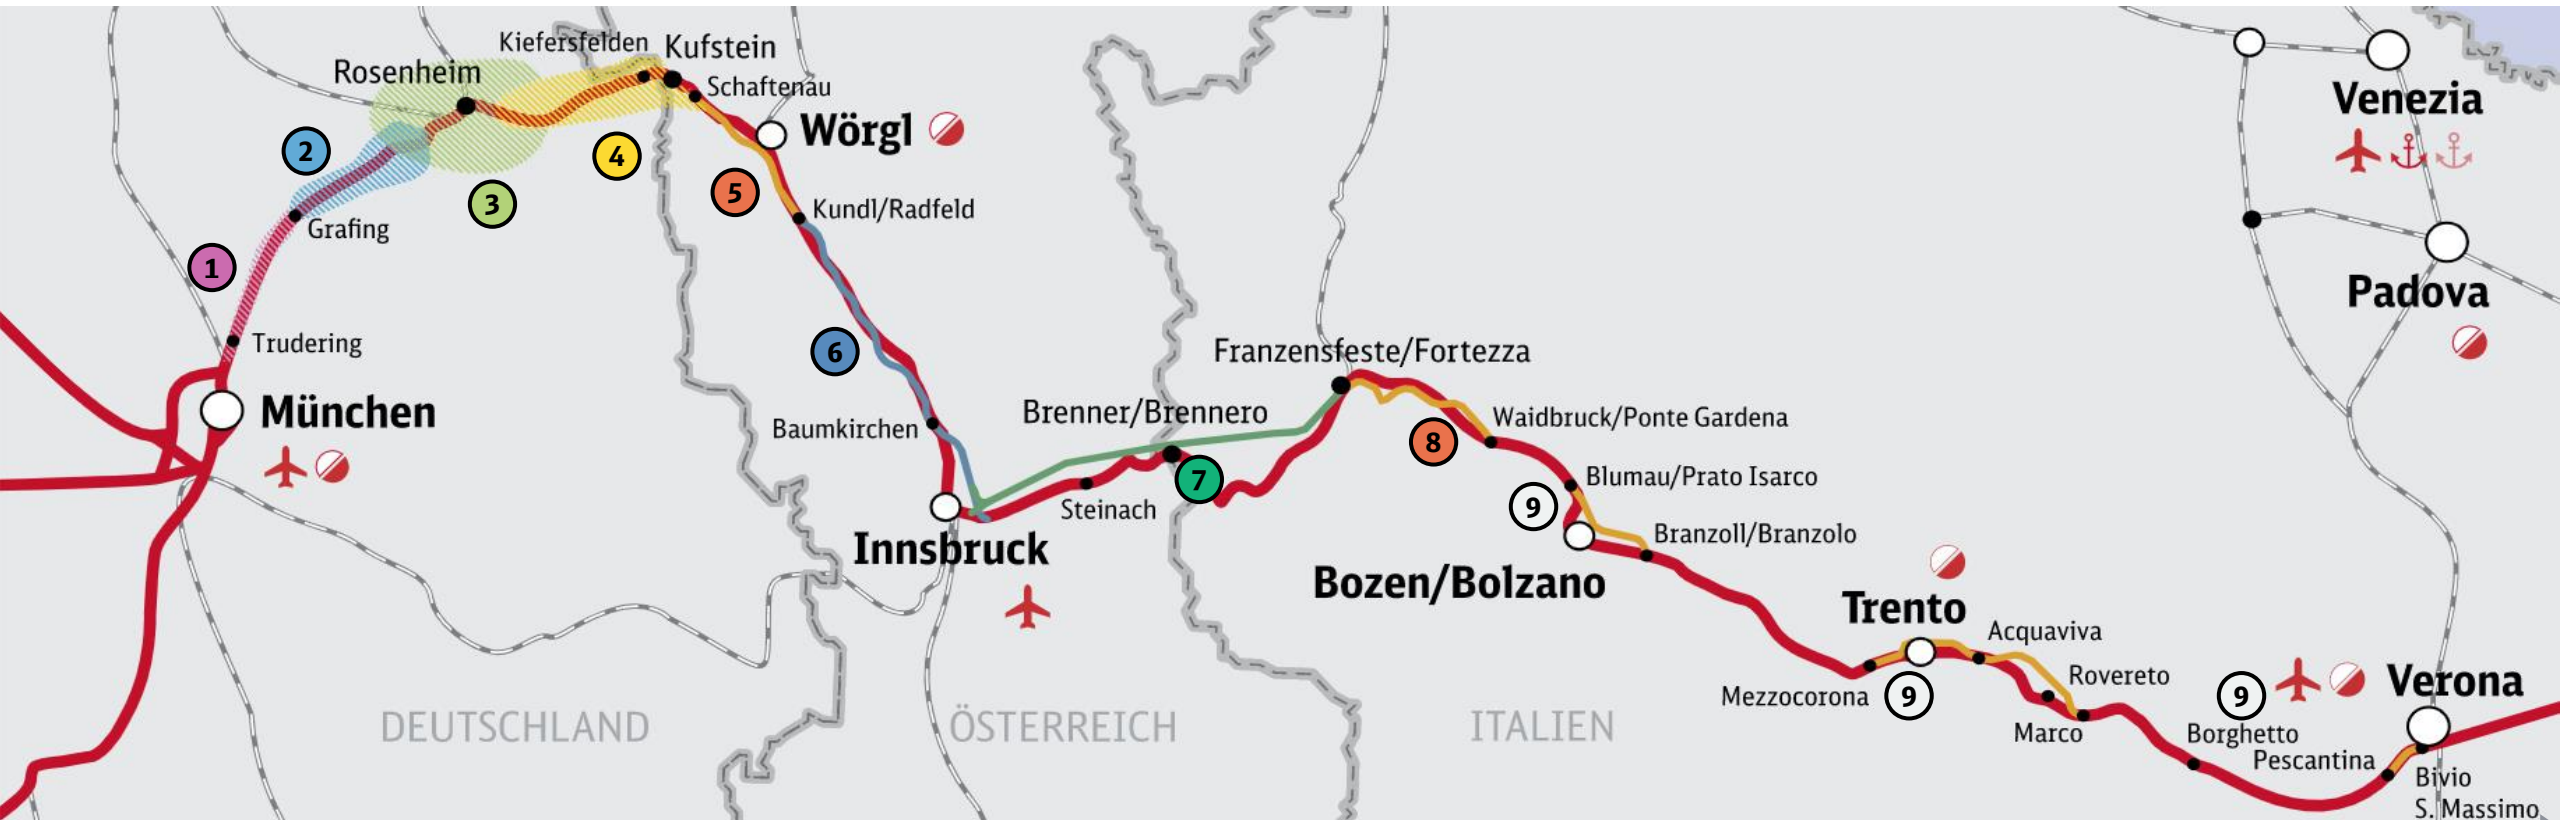 Kiefersfelden
Kufstein
Rosenheim
Schaftenau
Wörgl
2
4
3
5
Kundl/Radfeld
Grafing
1
Trudering
München
6
Baumkirchen
Innsbruck
Brenner/Brennero
7
Steinach
Franzensfeste/Fortezza
8
Waidbruck/Ponte Gardena
Blumau/Prato Isarco
9
Branzoll/Branzolo
Bozen/Bolzano
Trento
Acquaviva
Rovereto
Mezzocorona
9
Marco
9
Borghetto
Pescantina
Verona
Bivio
S. Massimo
Venezia
Padova
DEUTSCHLAND
ÖSTERREICH
ITALIEN